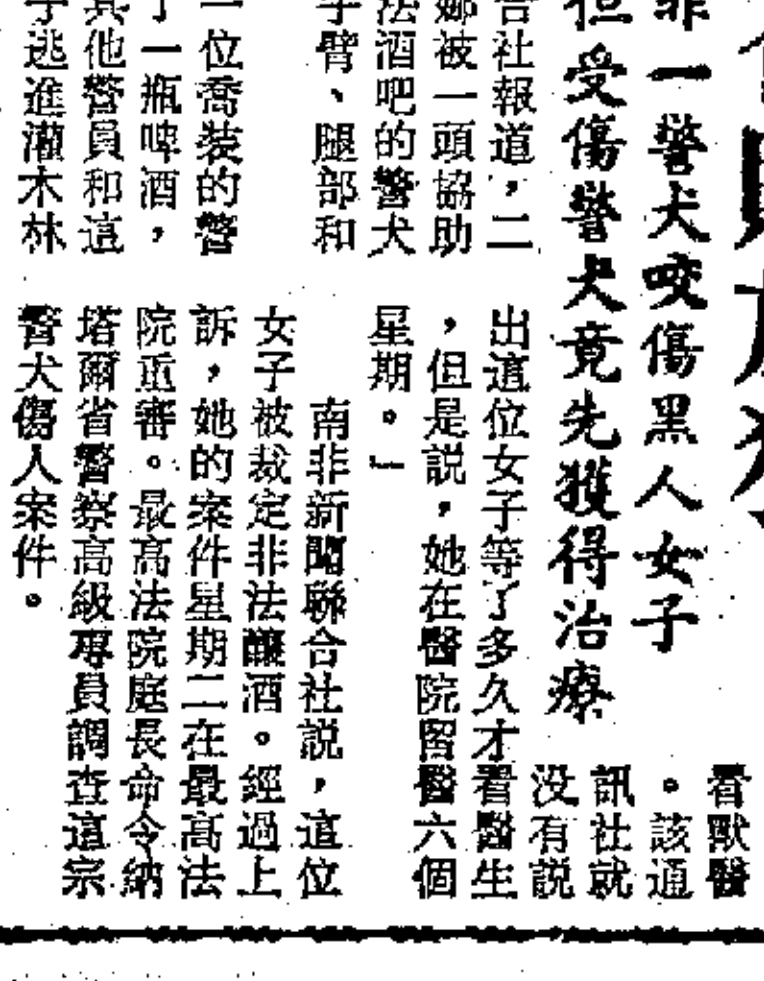 非一警犬咬傷黑人女子
但受傷警犬竟先獲得治療
合社報道，二
娜被一頭協助
法酒吧的警犬
手臂、腿部和
一位喬裝的警
了一瓶啤酒，
其他警員和這
子逃進灌木林
看獸醫
。該通
訊社就
没有説
出這位女子等了多久才看醫生
，但是説，她在醫院留醫六個
星期。」
南非新聞聯合社説，這位
女子被裁定非法釀酒。經過上
訴，她的案件星期二在最高法
院重審。最高法院庭長命令納
塔爾省警察高級專員調查這宗
警犬傷人案件。